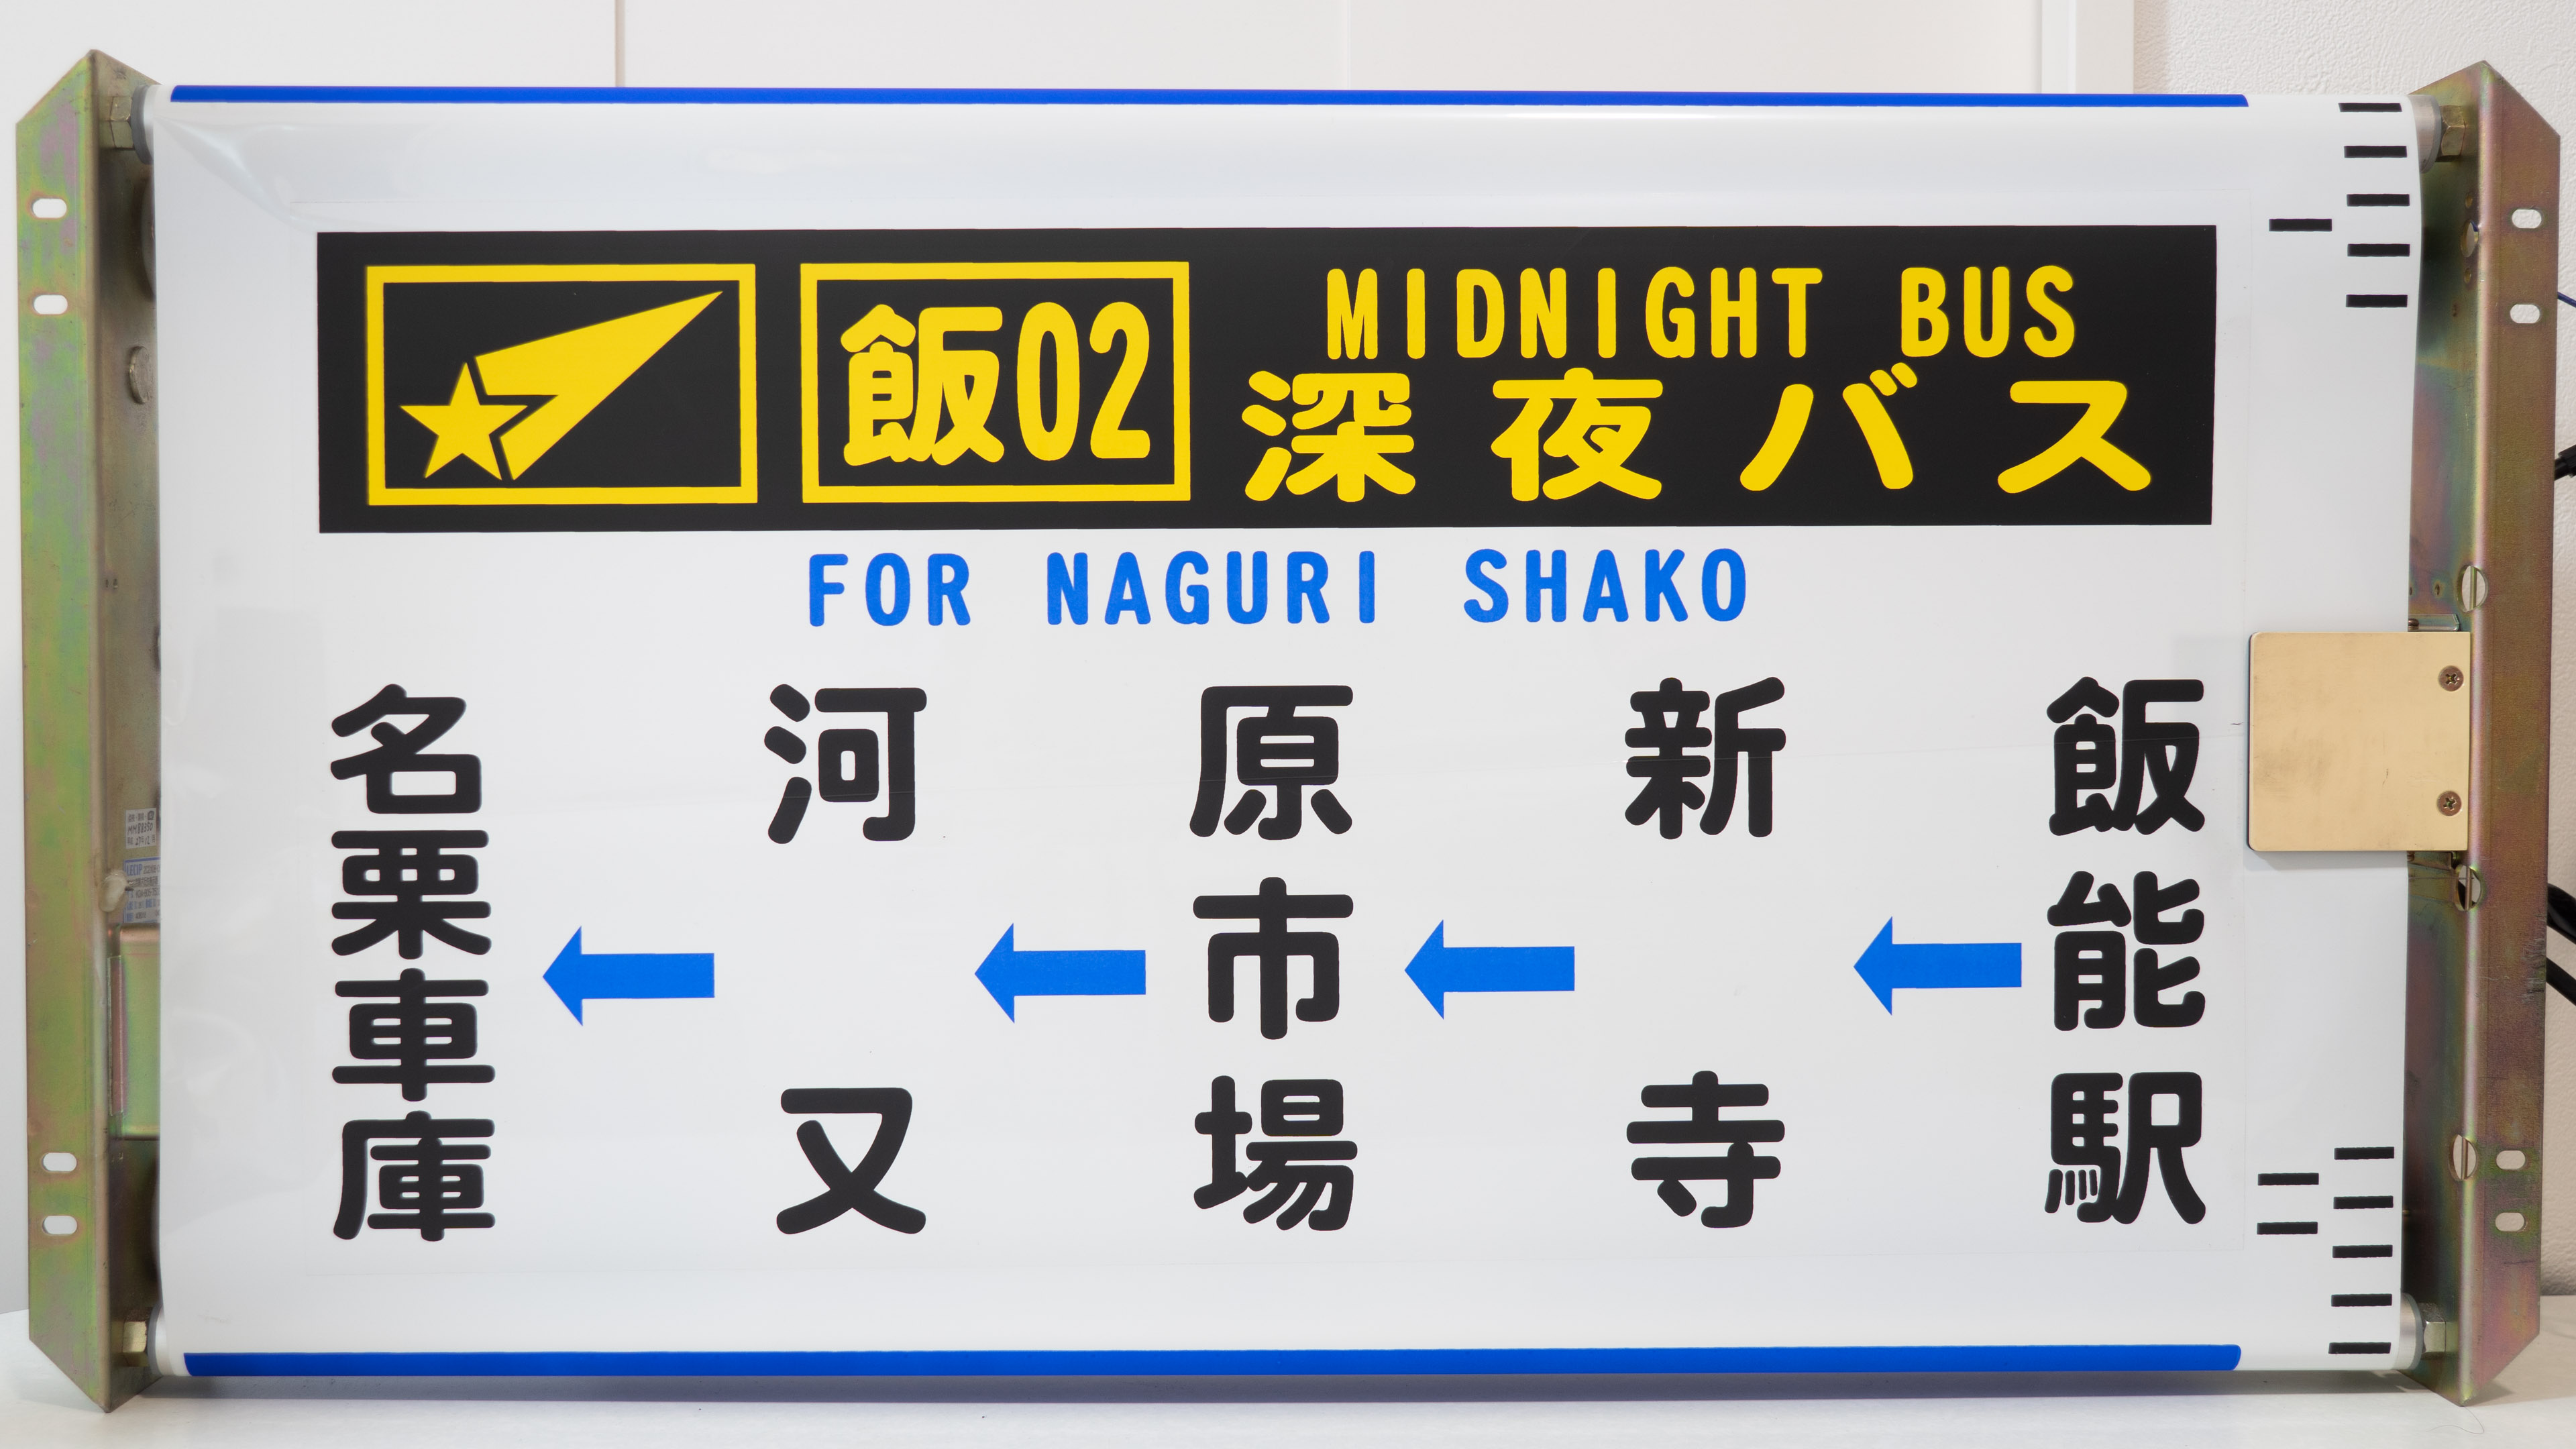 飯02
MIDNIGHT BUS
深夜バス
FOR NAGURI SHAKO
飯能駅
←
新寺
←
原市場
←
河又
←
名栗車庫